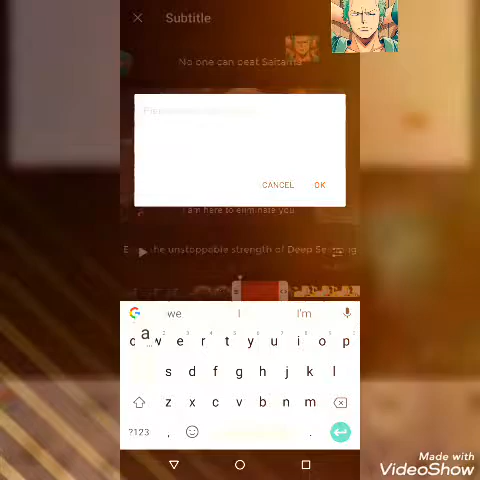 Subtitle
No one can beat Saitama
CANCEL OK
I am here to eliminate you
the unstoppable strength of Deep Sea King
we I I'm
a
w e r t y u i o p
s d f g h j k l
z x c v b n m
?123 , .
Made with
VideoShow